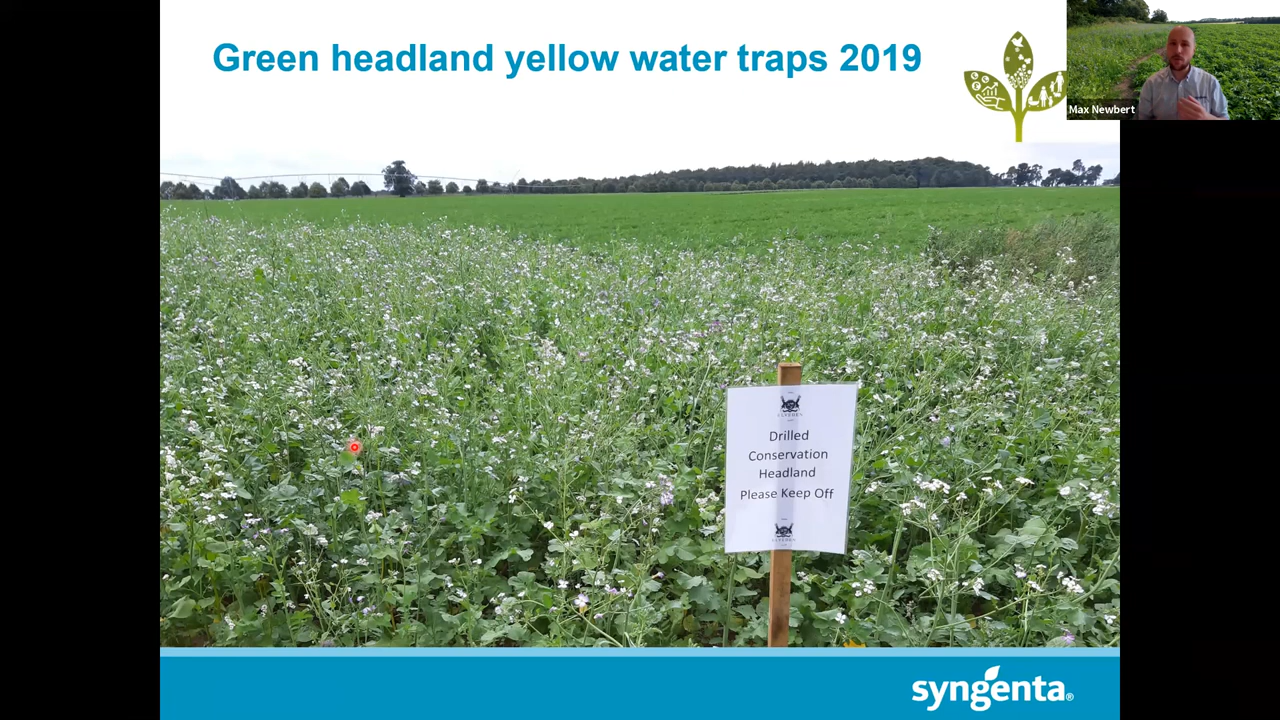 Green headland yellow water traps 2019
Max Newbert
Drilled
Conservation
Headland
Please Keep Off
syngenta®